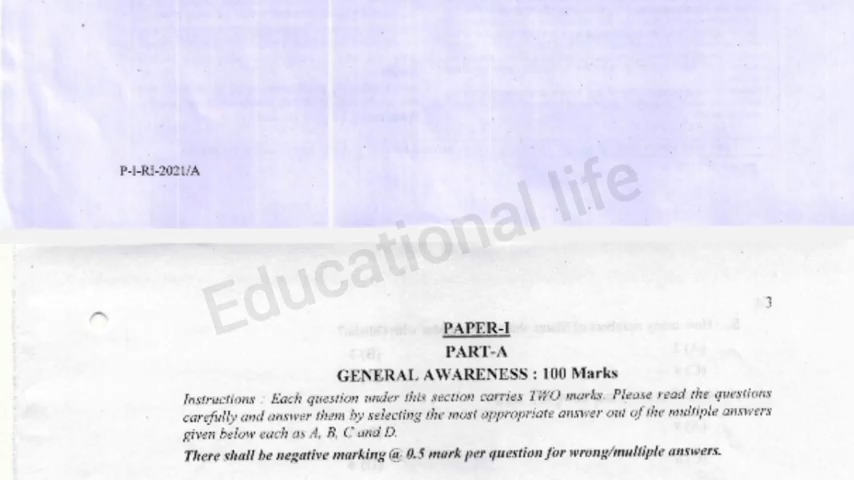 P-I-RI-2021/A
Educational life
3
PAPER-I
PART-A
GENERAL AWARENESS : 100 Marks
Instructions : Each question under this section carries TWO marks. Please read the questions
carefully and answer them by selecting the most appropriate answer out of the multiple answers
given below each as A, B, C and D.
There shall be negative marking @ 0.5 mark per question for wrong/multiple answers.